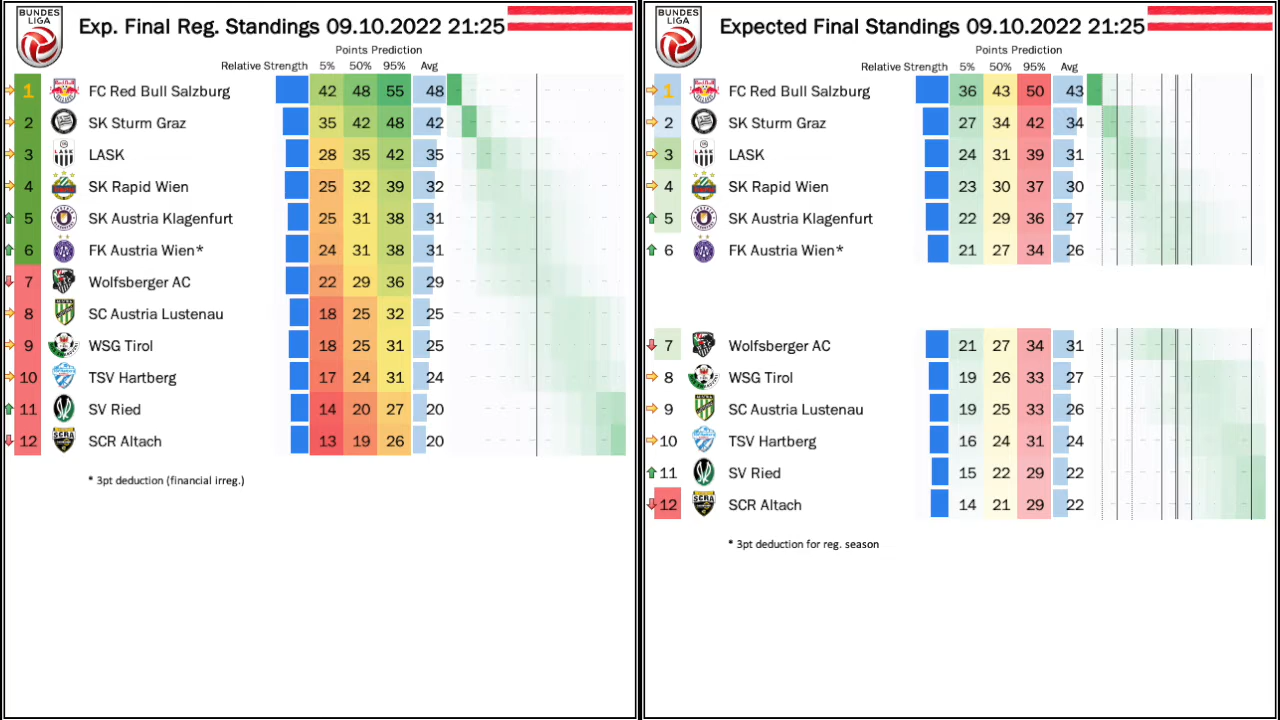 BUNDES
LIGA
Exp. Final Reg. Standings 09.10.2022 21:25
Points Prediction
Relative Strength 5% 50% 95% Avg
1 FC Red Bull Salzburg 42 48 55 48
2 SK Sturm Graz 35 42 48 42
3 LASK 28 35 42 35
4 SK Rapid Wien 25 32 39 32
5 SK Austria Klagenfurt 25 31 38 31
6 FK Austria Wien* 24 31 38 31
7 Wolfsberger AC 22 29 36 29
8 SC Austria Lustenau 18 25 32 25
9 WSG Tirol 18 25 31 25
10 TSV Hartberg 17 24 31 24
11 SV Ried 14 20 27 20
12 SCR Altach 13 19 26 20
* 3pt deduction (financial irreg.)
BUNDES
LIGA
Expected Final Standings 09.10.2022 21:25
Points Prediction
Relative Strength 5% 50% 95% Avg
1 FC Red Bull Salzburg 36 43 50 43
2 SK Sturm Graz 27 34 42 34
3 LASK 24 31 39 31
4 SK Rapid Wien 23 30 37 30
5 SK Austria Klagenfurt 22 29 36 27
6 FK Austria Wien* 21 27 34 26
7 Wolfsberger AC 21 27 34 31
8 WSG Tirol 19 26 33 27
9 SC Austria Lustenau 19 25 33 26
10 TSV Hartberg 16 24 31 24
11 SV Ried 15 22 29 22
12 SCR Altach 14 21 29 22
* 3pt deduction for reg. season